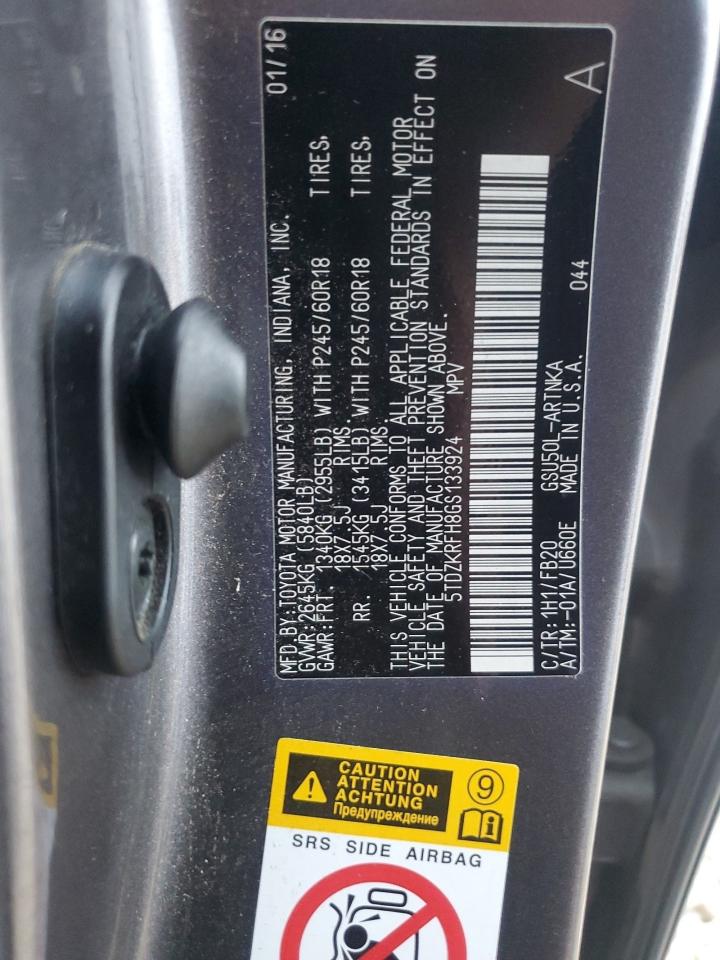 MFD.BY:TOYOTA MOTOR MANUFACTURING, INDIANA, INC. 01/16
GVWR:2645KG (5840LB)
GAWR:FRT. 1340KG (2955LB) WITH P245/60R18 TIRES,
18X7.5J RIMS.
RR. 1545KG (3415LB) WITH P245/60R18 TIRES,
18X7.5J RIMS.
THIS VEHICLE CONFORMS TO ALL APPLICABLE FEDERAL MOTOR
VEHICLE SAFETY AND THEFT PREVENTION STANDARDS IN EFFECT ON
THE DATE OF MANUFACTURE SHOWN ABOVE.
5TDZKRFH8GS133924 MPV
C/TR:1H1/FB20 GSU50L-ARTNKA 044
A/TM:-01A/U660E MADE IN U.S.A.
A
CAUTION
ATTENTION
ACHTUNG
Предупреждение
9
SRS SIDE AIRBAG